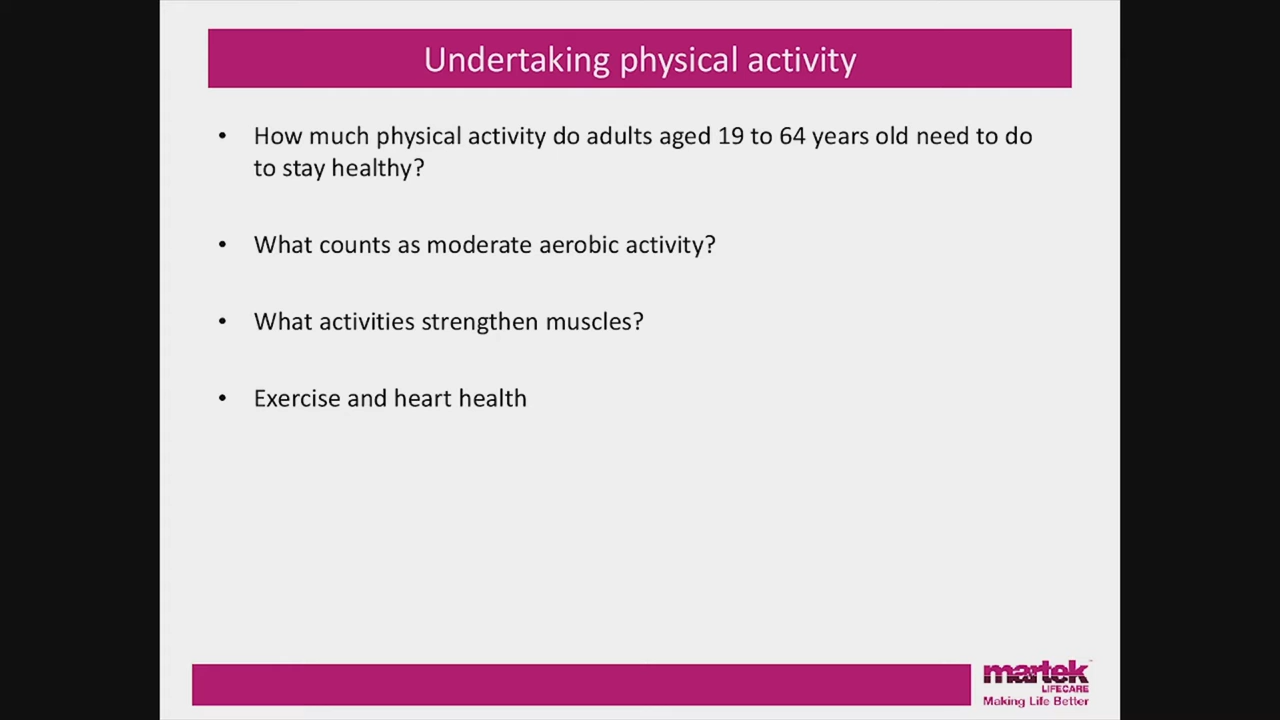 Undertaking physical activity
• How much physical activity do adults aged 19 to 64 years old need to do
to stay healthy?
• What counts as moderate aerobic activity?
• What activities strengthen muscles?
• Exercise and heart health
martek™
LIFECARE
Making Life Better